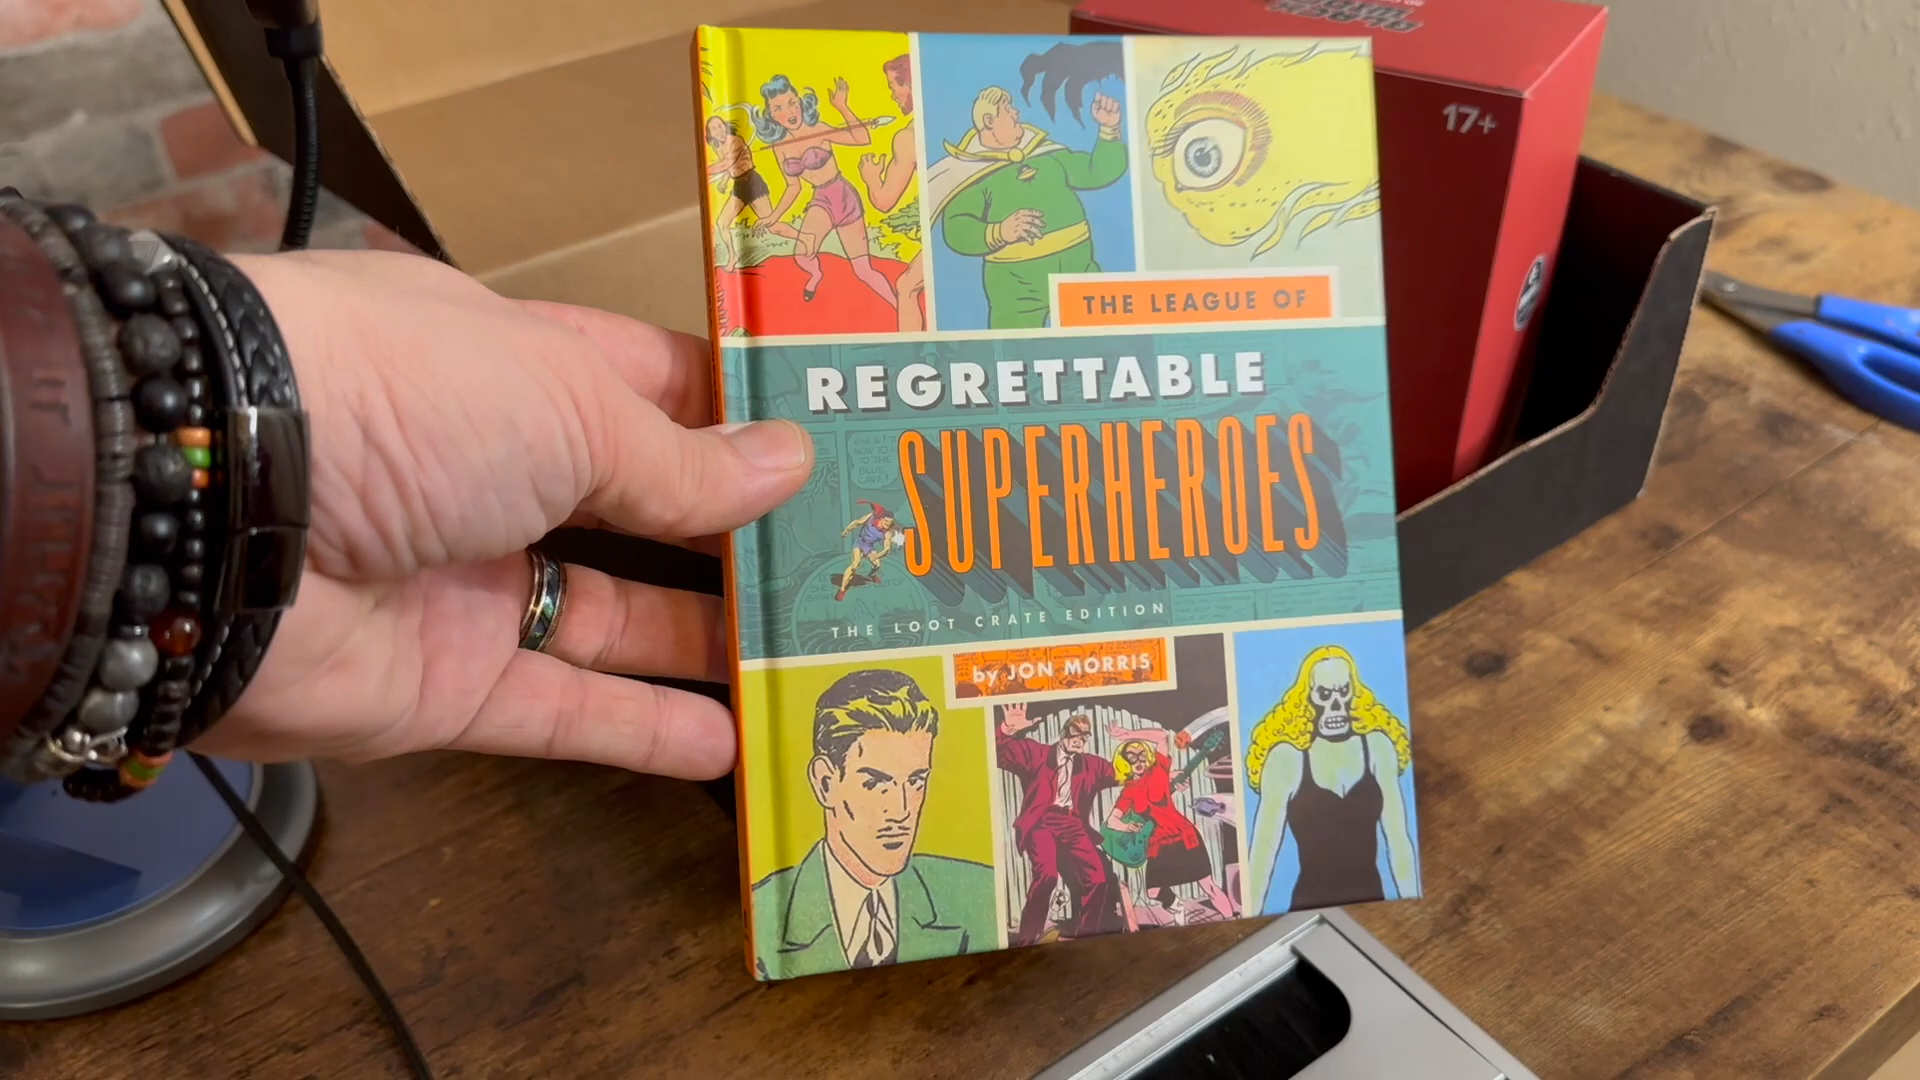 17+
THE LEAGUE OF
REGRETTABLE
SUPERHEROES
THE LOOT CRATE EDITION
by JON MORRIS